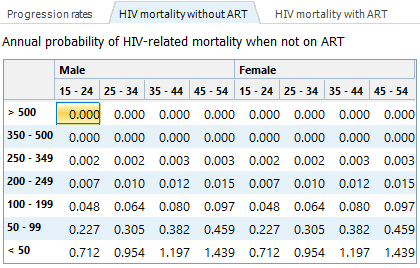 Progression rates HIV mortality without ART HIV mortality with ART
Annual probability of HIV-related mortality when not on ART
Male Female
15 - 24 25 - 34 35 - 44 45 - 54 15 - 24 25 - 34 35 - 44 45 - 54
> 500 0.000 0.000 0.000 0.000 0.000 0.000 0.000 0.000
350 - 500 0.000 0.000 0.000 0.000 0.000 0.000 0.000 0.000
250 - 349 0.002 0.002 0.003 0.003 0.002 0.002 0.003 0.003
200 - 249 0.007 0.010 0.012 0.015 0.007 0.010 0.012 0.015
100 - 199 0.048 0.064 0.080 0.097 0.048 0.064 0.080 0.097
50 - 99 0.227 0.305 0.382 0.459 0.227 0.305 0.382 0.459
< 50 0.712 0.954 1.197 1.439 0.712 0.954 1.197 1.439